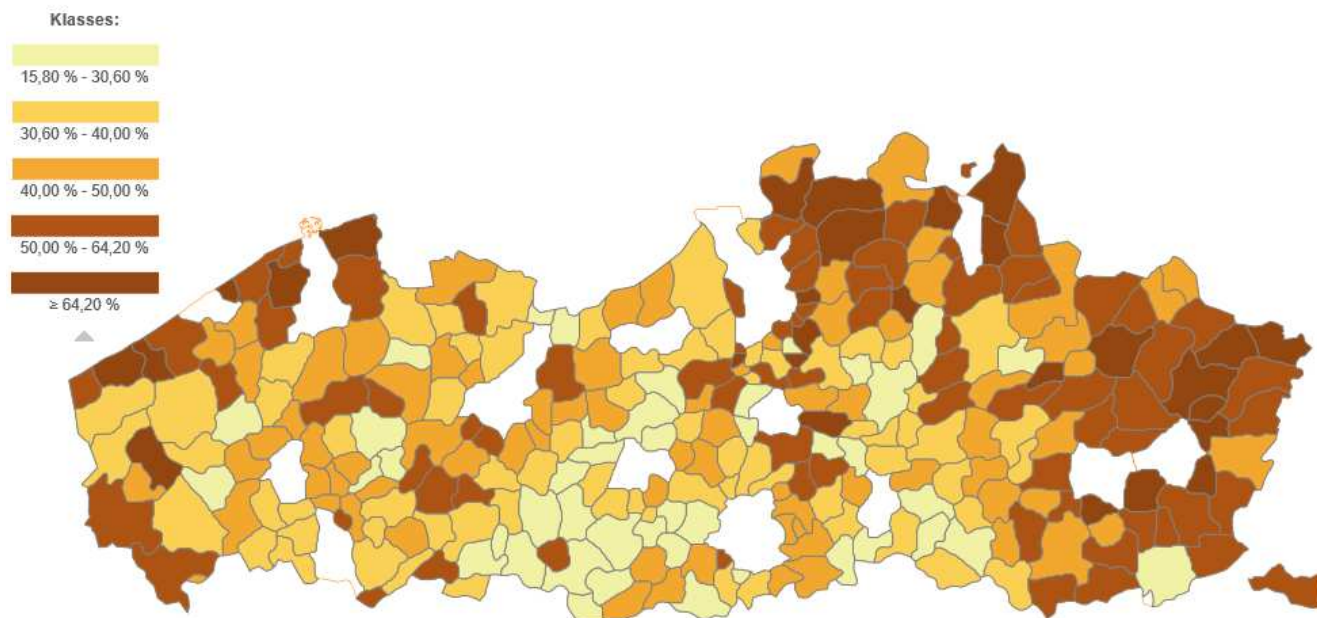 Klasses:
15,80 % - 30,60 %
30,60 % - 40,00 %
40,00 % - 50,00 %
50,00 % - 64,20 %
≥ 64,20 %